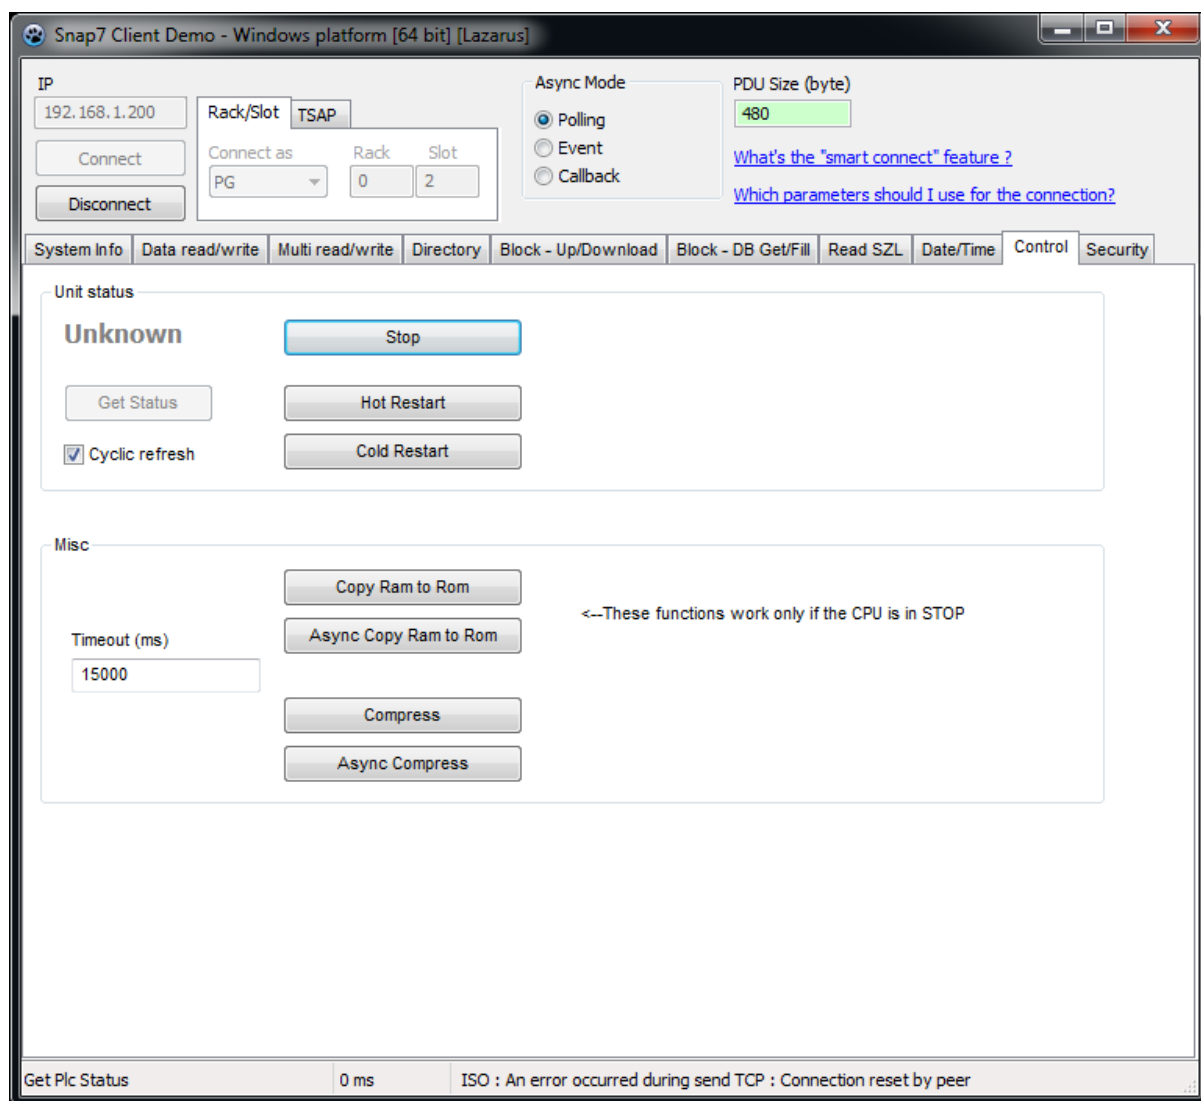 Snap7 Client Demo - Windows platform [64 bit] [Lazarus]
IP
192.168.1.200
Connect
Disconnect
Rack/Slot TSAP
Connect as Rack Slot
PG 0 2
Async Mode
Polling
Event
Callback
PDU Size (byte)
480
What's the "smart connect" feature ?
Which parameters should I use for the connection?
System Info Data read/write Multi read/write Directory Block - Up/Download Block - DB Get/Fill Read SZL Date/Time Control Security
Unit status
Unknown Stop
Get Status Hot Restart
Cyclic refresh Cold Restart
Misc
Copy Ram to Rom
<--These functions work only if the CPU is in STOP
Timeout (ms) Async Copy Ram to Rom
15000
Compress
Async Compress
Get Plc Status 0 ms ISO : An error occurred during send TCP : Connection reset by peer